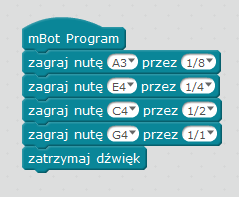 mBot Program
zagraj nutę A3 przez 1/8
zagraj nutę E4 przez 1/4
zagraj nutę C4 przez 1/2
zagraj nutę G4 przez 1/1
zatrzymaj dźwięk